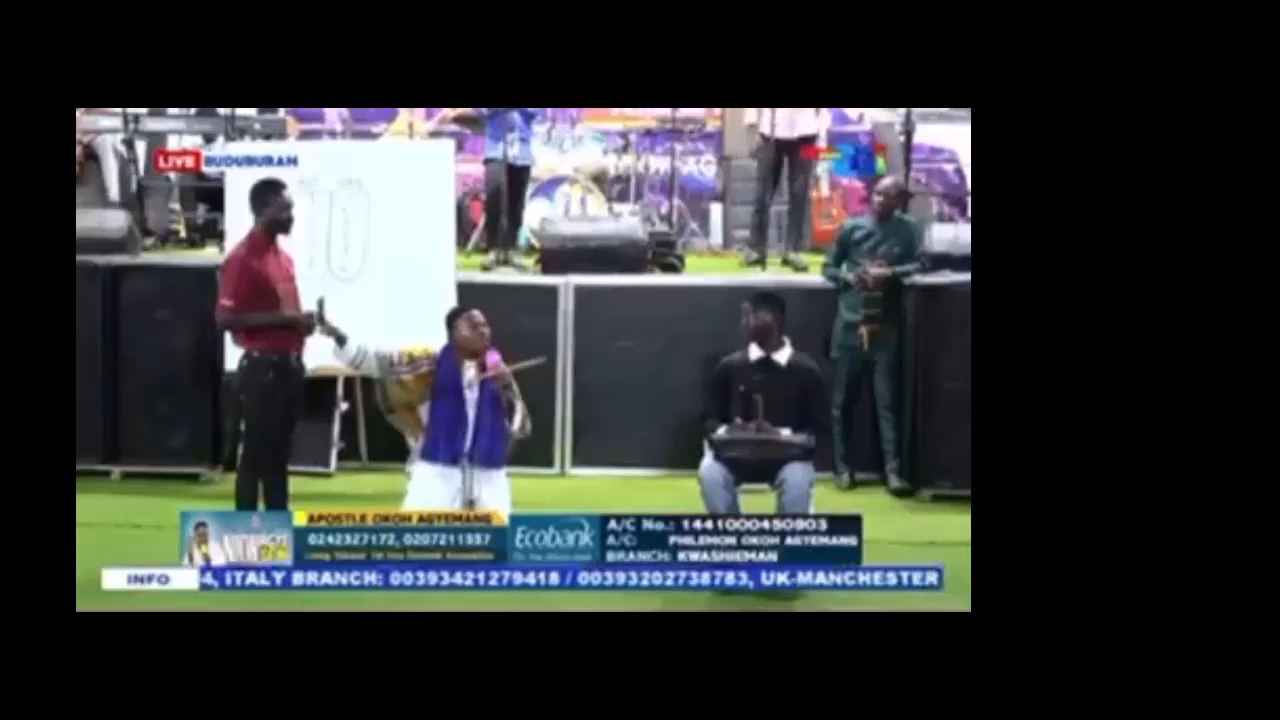 LIVE BUDUBURAH
APOSTLE OKOH AGYEMANG
0242327172, 0207211337
Ecobank
A/C No.: 1441000450903
A/C: PHILEMON OKOH AGYEMANG
BRANCH: KWASHIEMAN
INFO
4, ITALY BRANCH: 00393421279418 / 00393202738783, UK-MANCHESTER